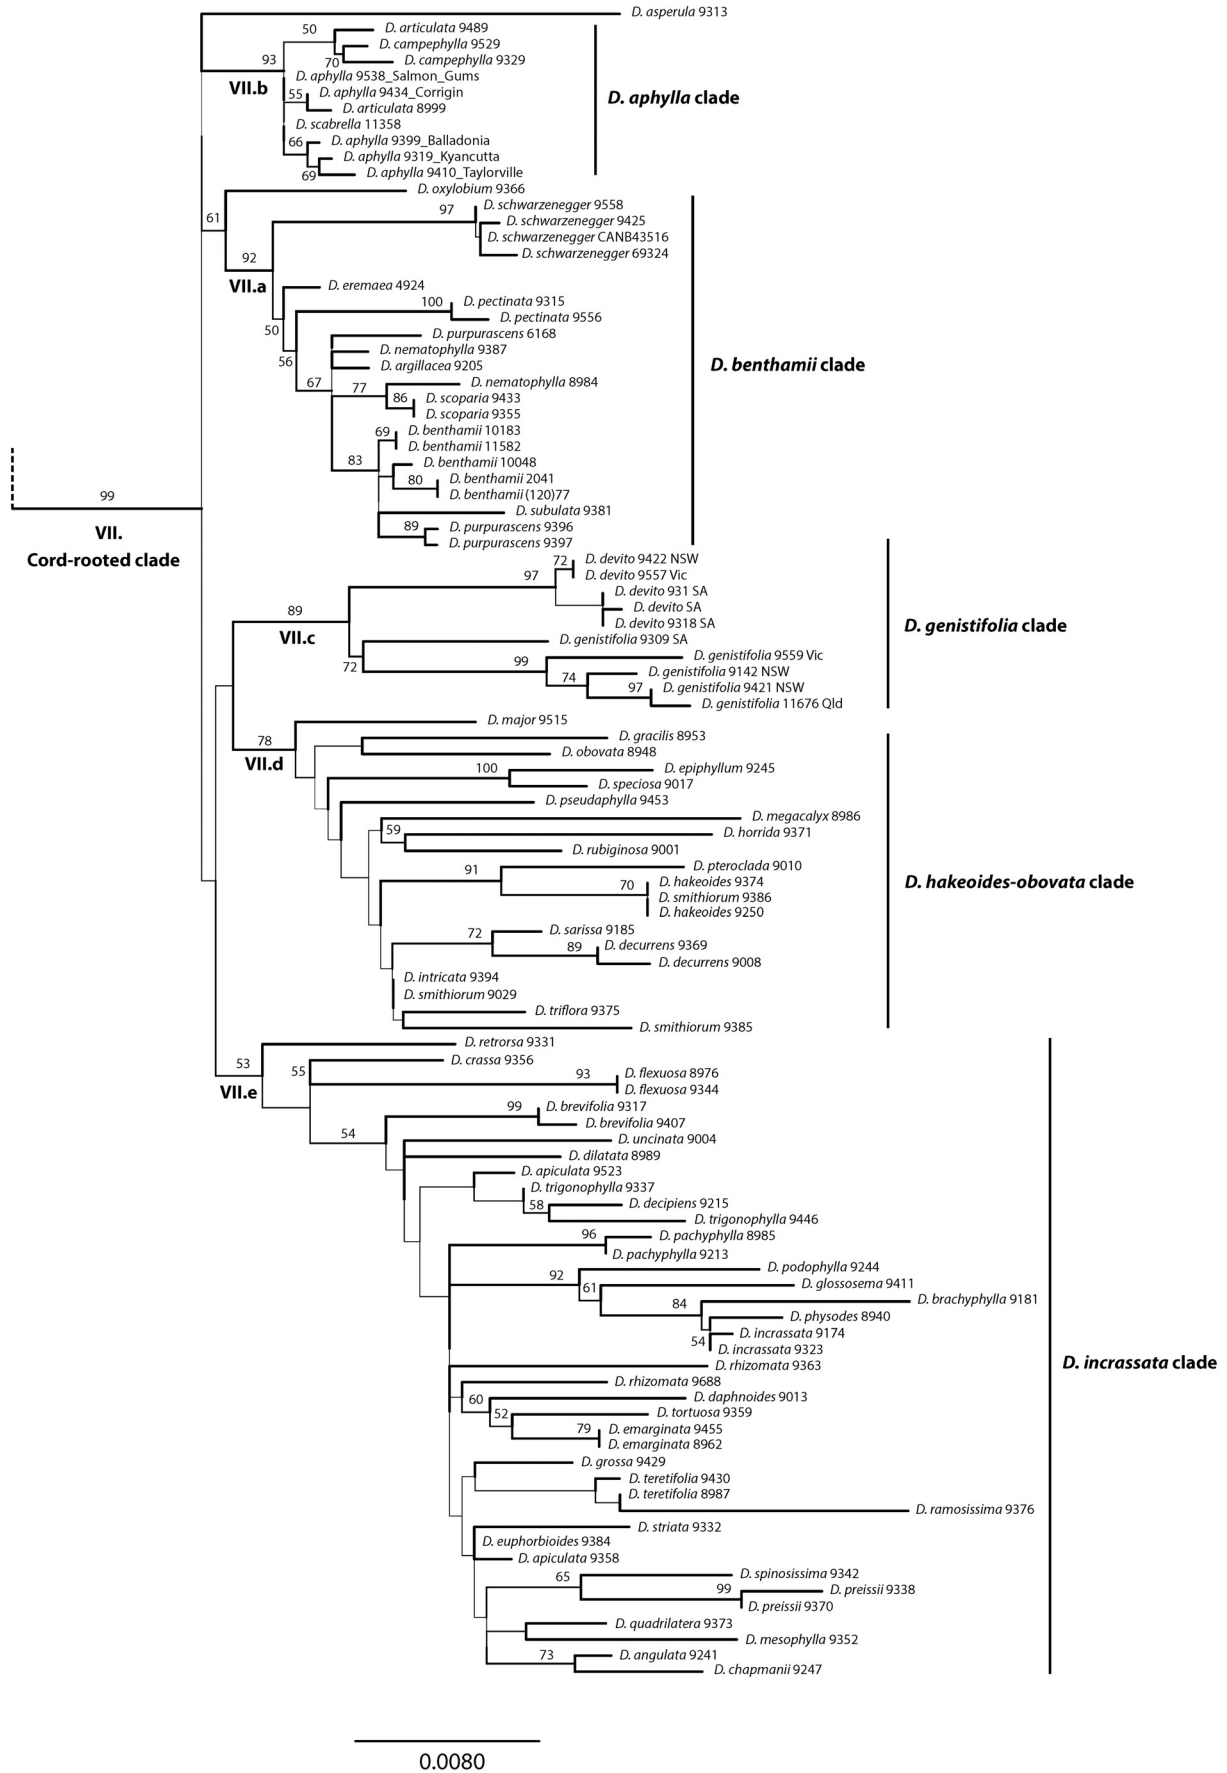 D. asperula 9313
50
D. articulata 9489
D. campephylla 9529
93
70
D. campephylla 9329
VII.b
D. aphylla 9538_Salmon_Gums
55
D. aphylla 9434_Corrigin
D. aphylla clade
D. articulata 8999
D. scabrella 11358
66
D. aphylla 9399_Balladonia
D. aphylla 9319_Kyancutta
69
D. aphylla 9410_Taylorville
D. oxylobium 9366
61
97
D. schwarzenegger 9558
D. schwarzenegger 9425
D. schwarzenegger CANB43516
92
D. schwarzenegger 69324
VII.a
D. eremaea 4924
100
D. pectinata 9315
50
D. pectinata 9556
D. purpurascens 6168
56
D. nematophylla 9387
D. argillacea 9205
D. benthamii clade
67
77
D. nematophylla 8984
86
D. scoparia 9433
D. scoparia 9355
69
D. benthamii 10183
D. benthamii 11582
83
D. benthamii 10048
80
D. benthamii 2041
D. benthamii (120)77
99
D. subulata 9381
89
D. purpurascens 9396
VII.
D. purpurascens 9397
Cord-rooted clade
72
D. devito 9422 NSW
97
D. devito 9557 Vic
D. devito 931 SA
89
D. devito SA
D. devito 9318 SA
D. genistifolia clade
VII.c
D. genistifolia 9309 SA
72
99
D. genistifolia 9559 Vic
74
D. genistifolia 9142 NSW
97
D. genistifolia 9421 NSW
D. genistifolia 11676 Qld
D. major 9515
78
D. gracilis 8953
VII.d
D. obovata 8948
100
D. epiphyllum 9245
D. speciosa 9017
D. pseudaphylla 9453
D. megacalyx 8986
59
D. horrida 9371
D. rubiginosa 9001
91
D. pteroclada 9010
70
D. hakeoides 9374
D. hakeoides-obovata clade
D. smithiorum 9386
D. hakeoides 9250
72
D. sarissa 9185
89
D. decurrens 9369
D. decurrens 9008
D. intricata 9394
D. smithiorum 9029
D. triflora 9375
D. smithiorum 9385
D. retrorsa 9331
53
55
D. crassa 9356
93
D. flexuosa 8976
VII.e
D. flexuosa 9344
99
D. brevifolia 9317
D. brevifolia 9407
54
D. uncinata 9004
D. dilatata 8989
D. apiculata 9523
D. trigonophylla 9337
58
D. decipiens 9215
D. trigonophylla 9446
96
D. pachyphylla 8985
D. pachyphylla 9213
92
D. podophylla 9244
61
D. glossosema 9411
84
D. brachyphylla 9181
D. physodes 8940
54
D. incrassata 9174
D. incrassata 9323
D. incrassata clade
D. rhizomata 9363
D. rhizomata 9688
60
D. daphnoides 9013
52
D. tortuosa 9359
79
D. emarginata 9455
D. emarginata 8962
D. grossa 9429
D. teretifolia 9430
D. teretifolia 8987
D. ramosissima 9376
D. striata 9332
D. euphorbioides 9384
D. apiculata 9358
65
D. spinosissima 9342
99
D. preissii 9338
D. preissii 9370
D. quadrilatera 9373
D. mesophylla 9352
73
D. angulata 9241
D. chapmanii 9247
0.0080